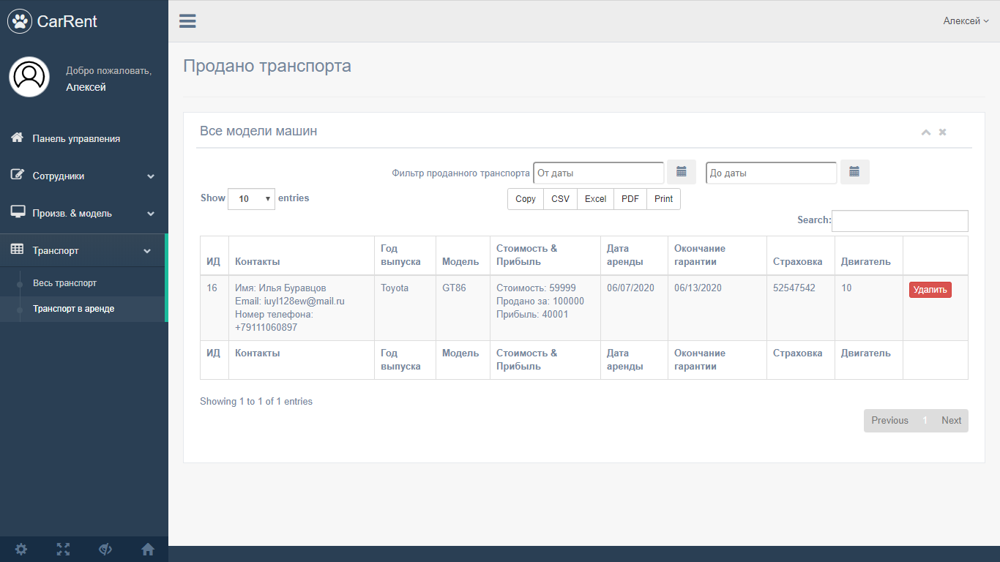 CarRent
Алексей
Добро пожаловать,
Алексей
Панель управления
Сотрудники
Произв. & модель
Транспорт
Весь транспорт
Транспорт в аренде
Продано транспорта
Все модели машин
Фильтр проданного транспорта От даты До даты
Show 10 entries
Copy CSV Excel PDF Print
Search:
ИД Контакты Год выпуска Модель Стоимость & Прибыль Дата аренды Окончание гарантии Страховка Двигатель
16 Имя: Илья Буравцов Toyota GT86 Стоимость: 59999 06/07/2020 06/13/2020 52547542 10 Удалить
Email: iuyl128ew@mail.ru Продано за: 100000
Номер телефона: Прибыль: 40001
+79111060897
ИД Контакты Год выпуска Модель Стоимость & Прибыль Дата аренды Окончание гарантии Страховка Двигатель
Showing 1 to 1 of 1 entries
Previous 1 Next